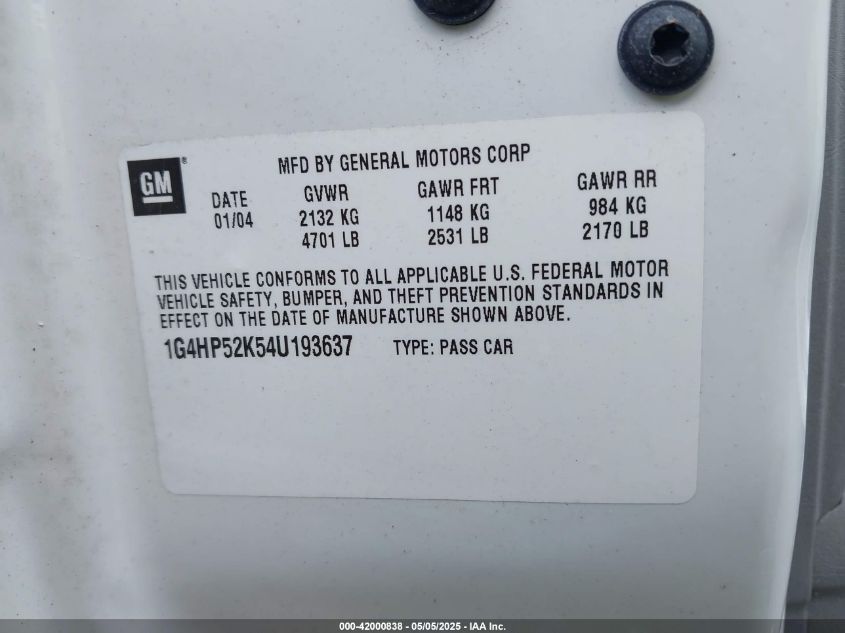 GM®
MFD BY GENERAL MOTORS CORP
DATE GVWR GAWR FRT GAWR RR
01/04 2132 KG 1148 KG 984 KG
4701 LB 2531 LB 2170 LB
THIS VEHICLE CONFORMS TO ALL APPLICABLE U.S. FEDERAL MOTOR
VEHICLE SAFETY, BUMPER, AND THEFT PREVENTION STANDARDS IN
EFFECT ON THE DATE OF MANUFACTURE SHOWN ABOVE.
1G4HP52K54U193637 TYPE: PASS CAR
000-42000838 - 05/05/2025 - IAA Inc.